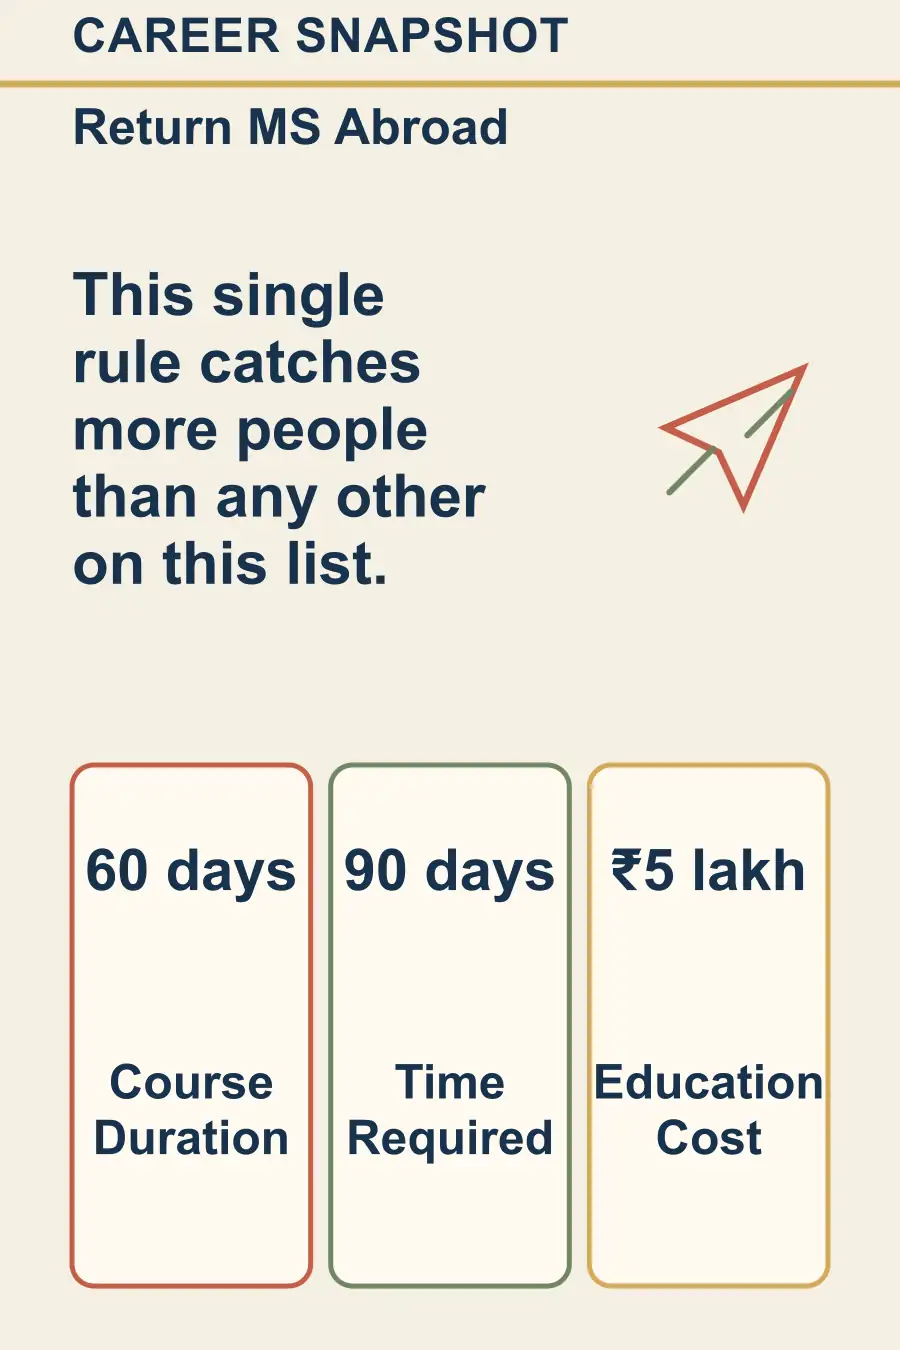 CAREER SNAPSHOT
Return MS Abroad
This single
rule catches
more people
than any other
on this list.
60 days
Course
Duration
90 days
Time
Required
₹5 lakh
Education
Cost